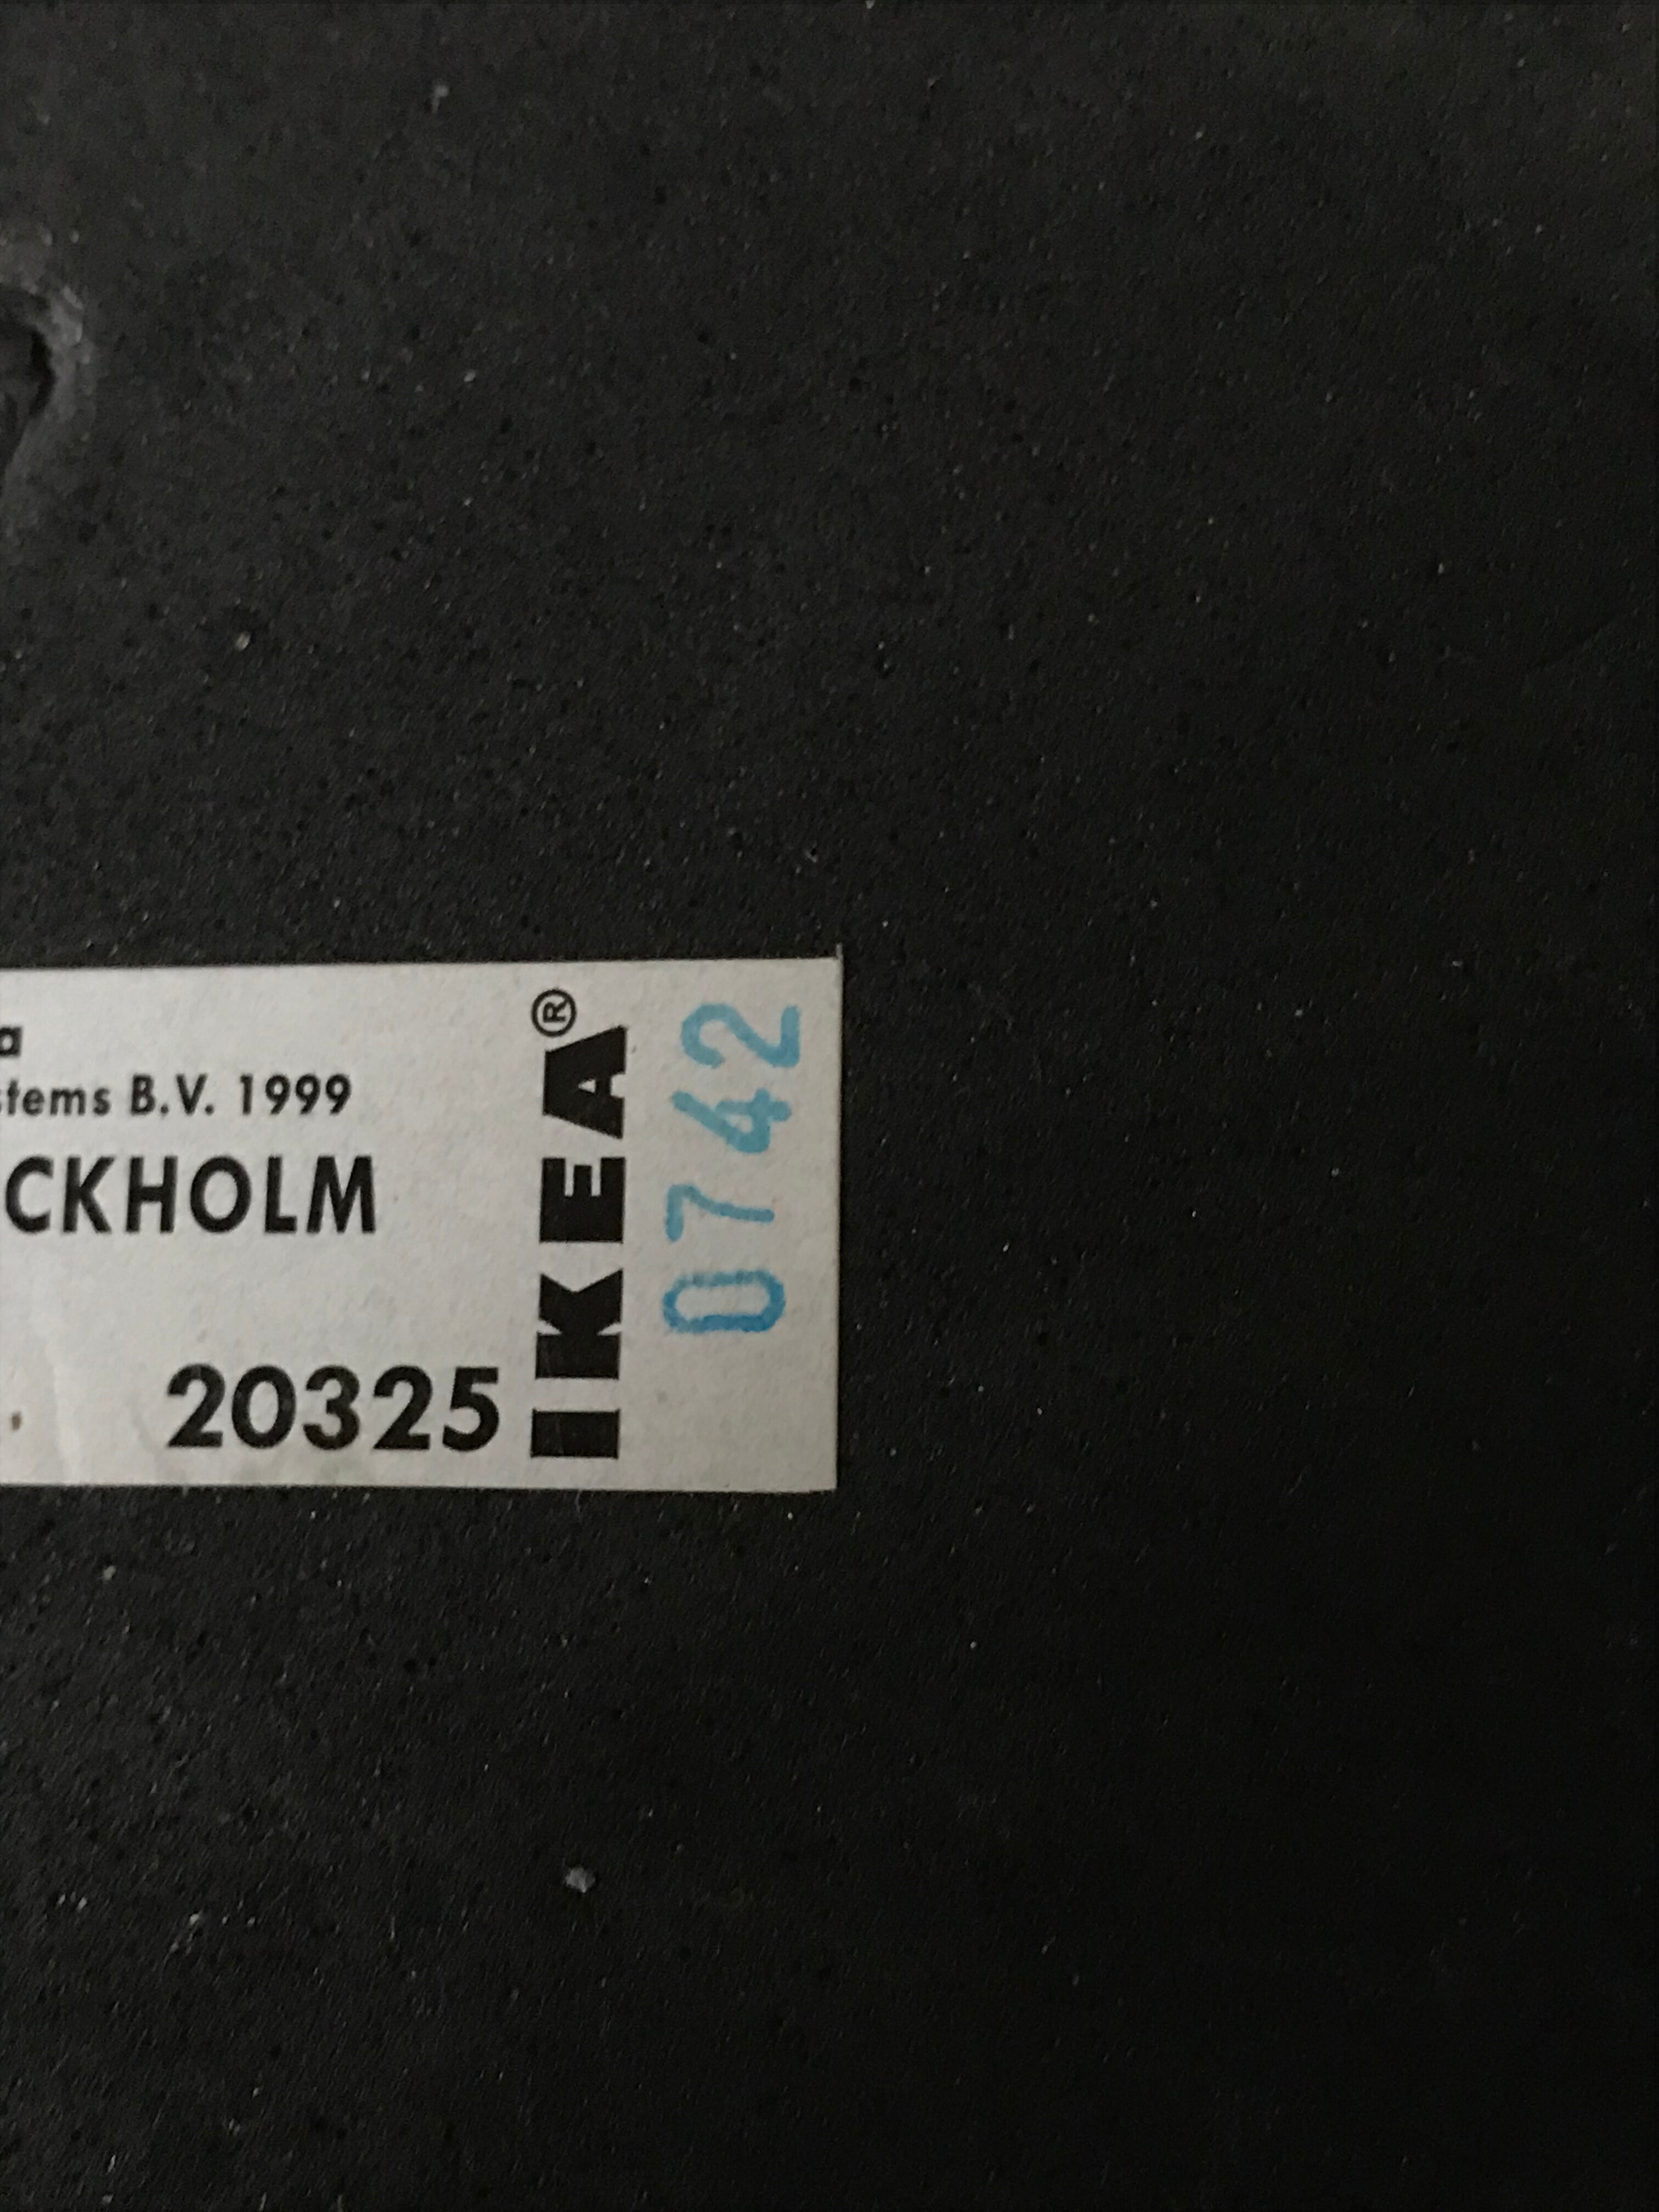 a
stems B.V. 1999
CKHOLM
20325
IKEA®
0742